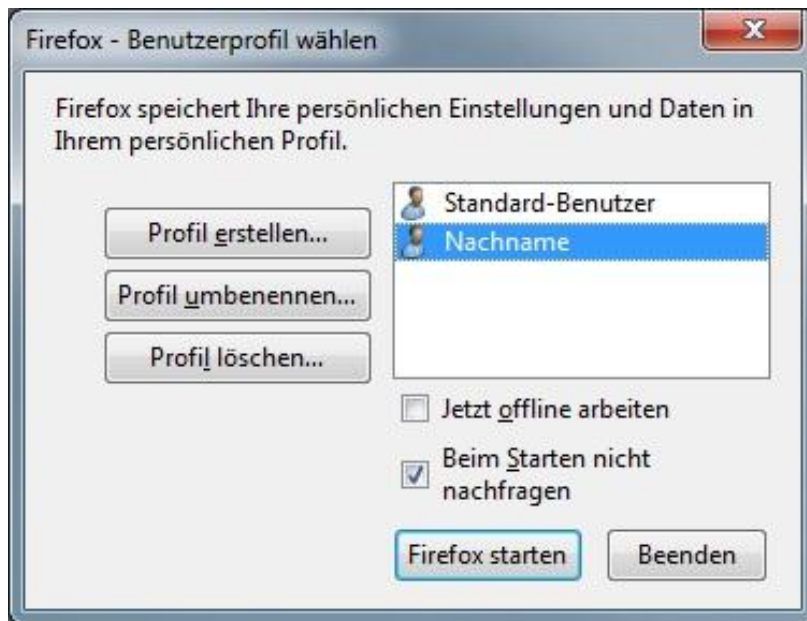 Firefox - Benutzerprofil wählen
Firefox speichert Ihre persönlichen Einstellungen und Daten in
Ihrem persönlichen Profil.
Profil erstellen...
Profil umbenennen...
Profil löschen...
Standard-Benutzer
Nachname
Jetzt offline arbeiten
Beim Starten nicht
nachfragen
Firefox starten
Beenden